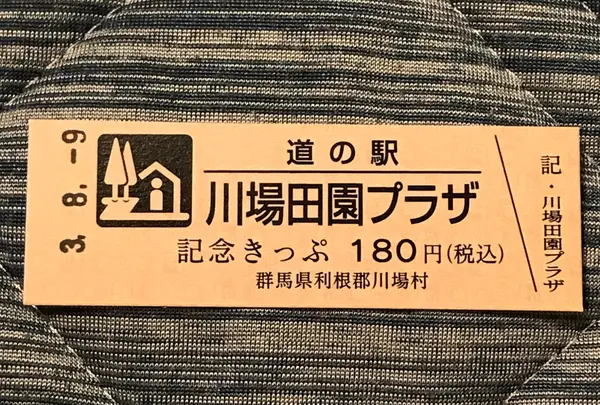 3. 8. -9
道の駅
川場田園プラザ
記念きっぷ 180円(税込)
群馬県利根郡川場村
記・川場田園プラザ